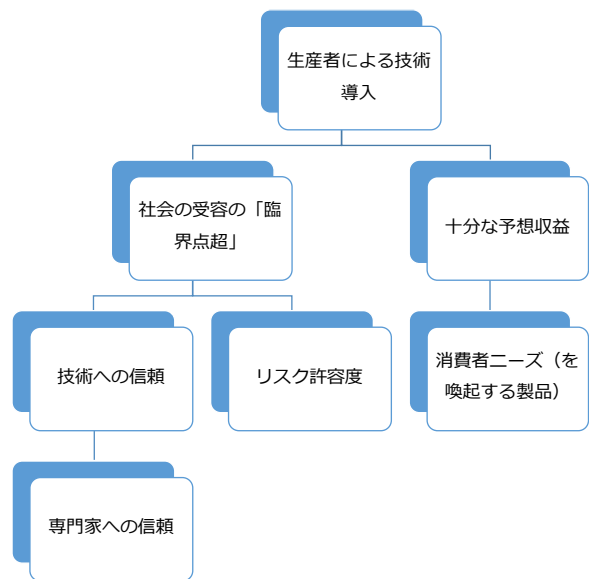 生産者による技術
導入
社会の受容の「臨
界点超」
十分な予想収益
技術への信頼
リスク許容度
消費者ニーズ（を
喚起する製品）
専門家への信頼